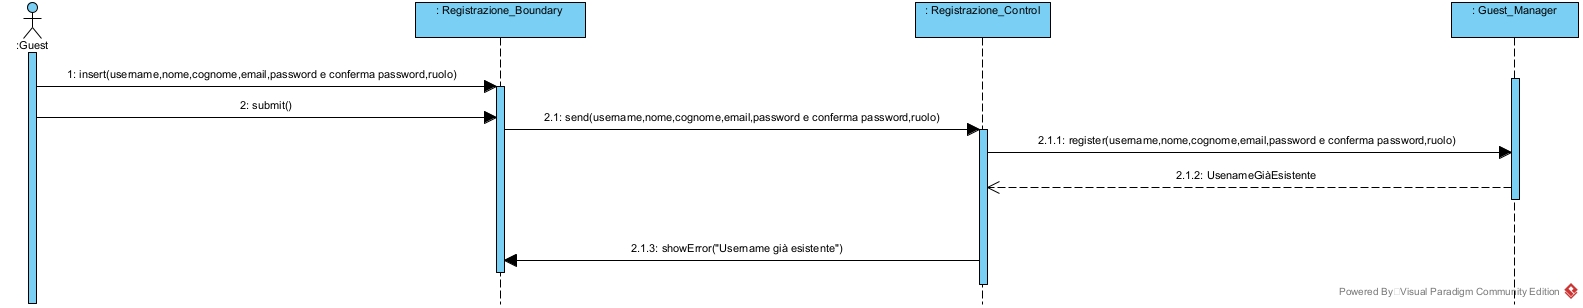 : Registrazione_Boundary
: Registrazione_Control
: Guest_Manager
:Guest
1: insert(username,nome,cognome,email,password e conferma password,ruolo)
2: submit()
2.1: send(username,nome,cognome,email,password e conferma password,ruolo)
2.1.1: register(username,nome,cognome,email,password e conferma password,ruolo)
2.1.2: UsenameGiàEsistente
2.1.3: showError("Username già esistente")
Powered By Visual Paradigm Community Edition